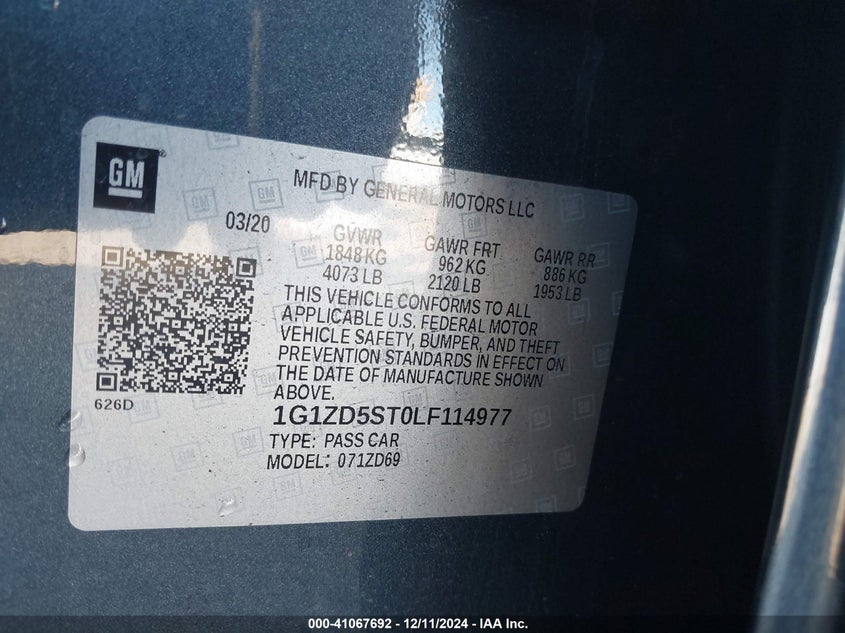 GM
MFD BY GENERAL MOTORS LLC
03/20
GVWR GAWR FRT GAWR RR
1848 KG 962 KG 886 KG
4073 LB 2120 LB 1953 LB
THIS VEHICLE CONFORMS TO ALL
APPLICABLE U.S. FEDERAL MOTOR
VEHICLE SAFETY, BUMPER, AND THEFT
PREVENTION STANDARDS IN EFFECT ON
THE DATE OF MANUFACTURE SHOWN
ABOVE.
626D
1G1ZD5ST0LF114977
TYPE: PASS CAR
MODEL: 071ZD69
000-41067692 - 12/11/2024 - IAA Inc.